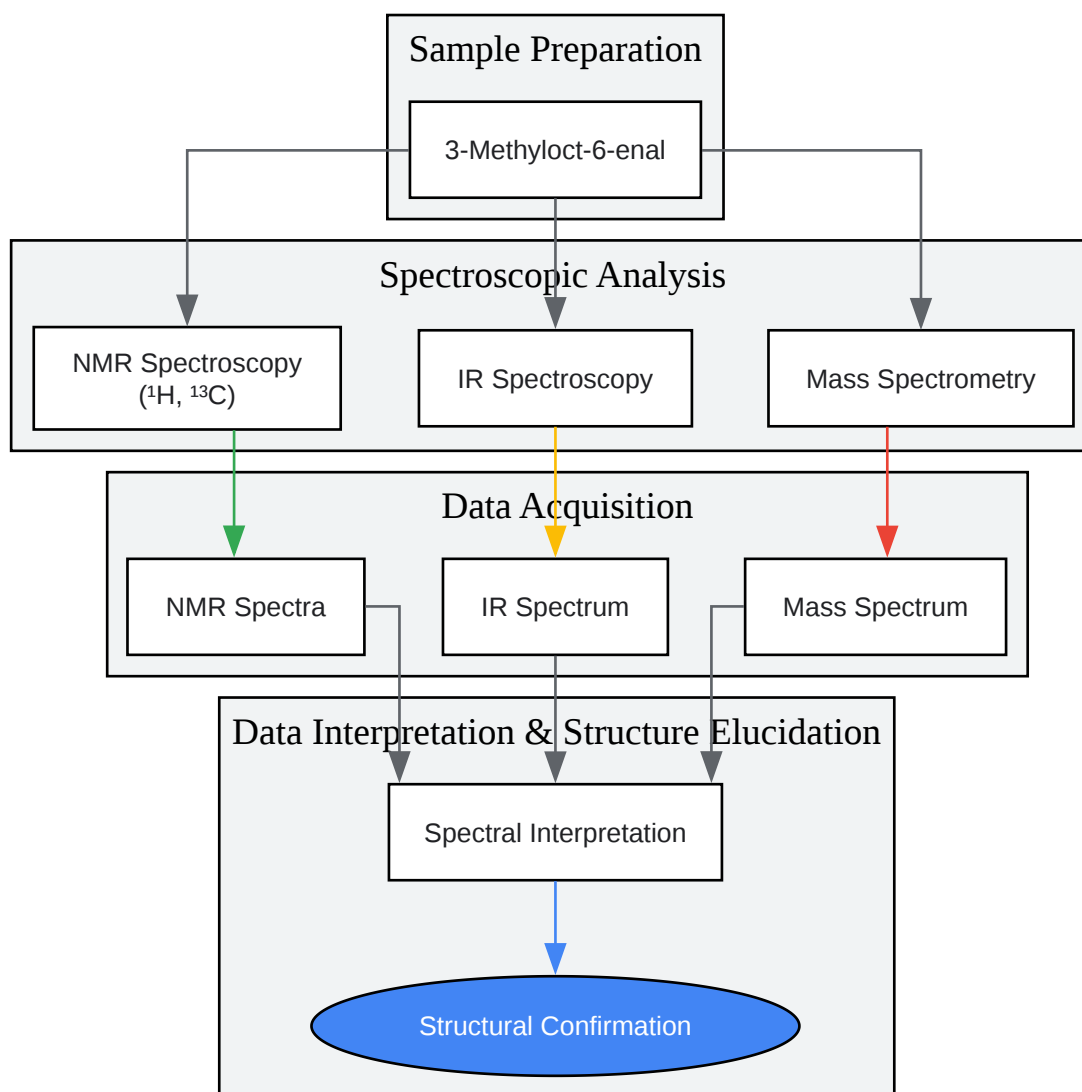 Sample Preparation
3-Methyloct-6-enal
Spectroscopic Analysis
NMR Spectroscopy
(¹H, ¹³C)
IR Spectroscopy
Mass Spectrometry
Data Acquisition
NMR Spectra
IR Spectrum
Mass Spectrum
Data Interpretation & Structure Elucidation
Spectral Interpretation
Structural Confirmation